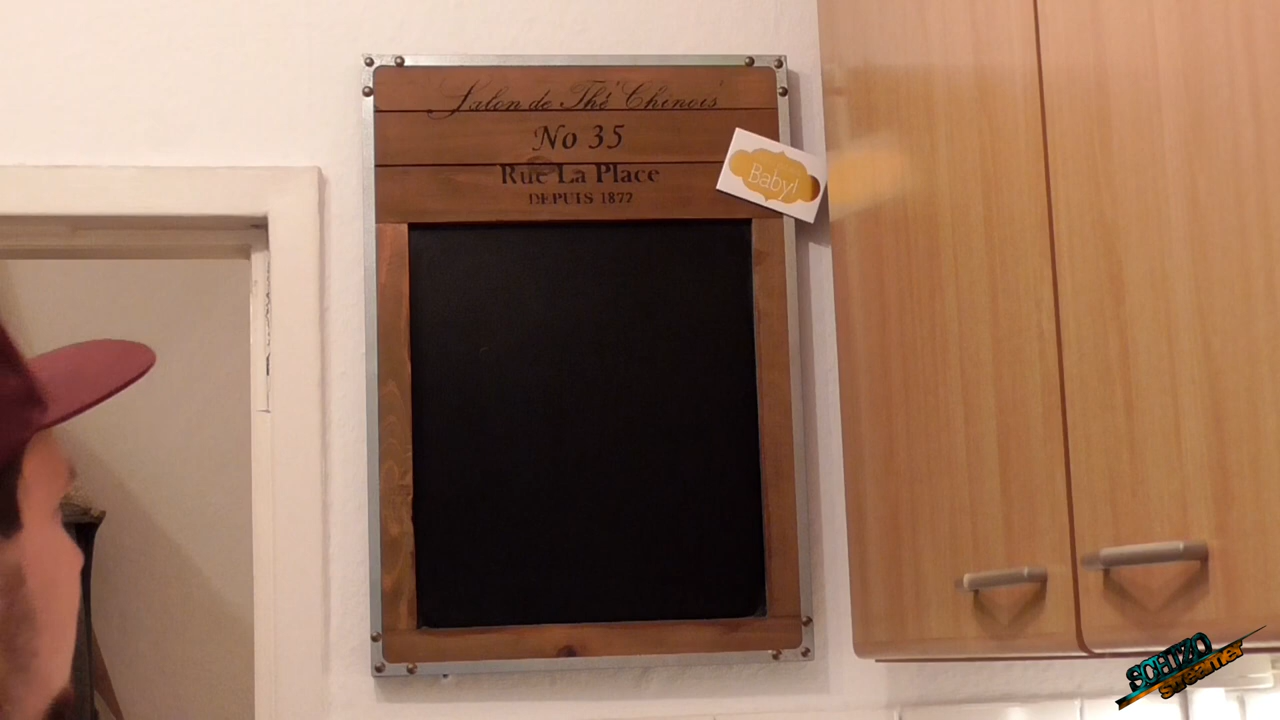 Salon de Thé Chinois
No 35
Rue La Place
DEPUIS 1872
Baby!
SCHIZO
streamer